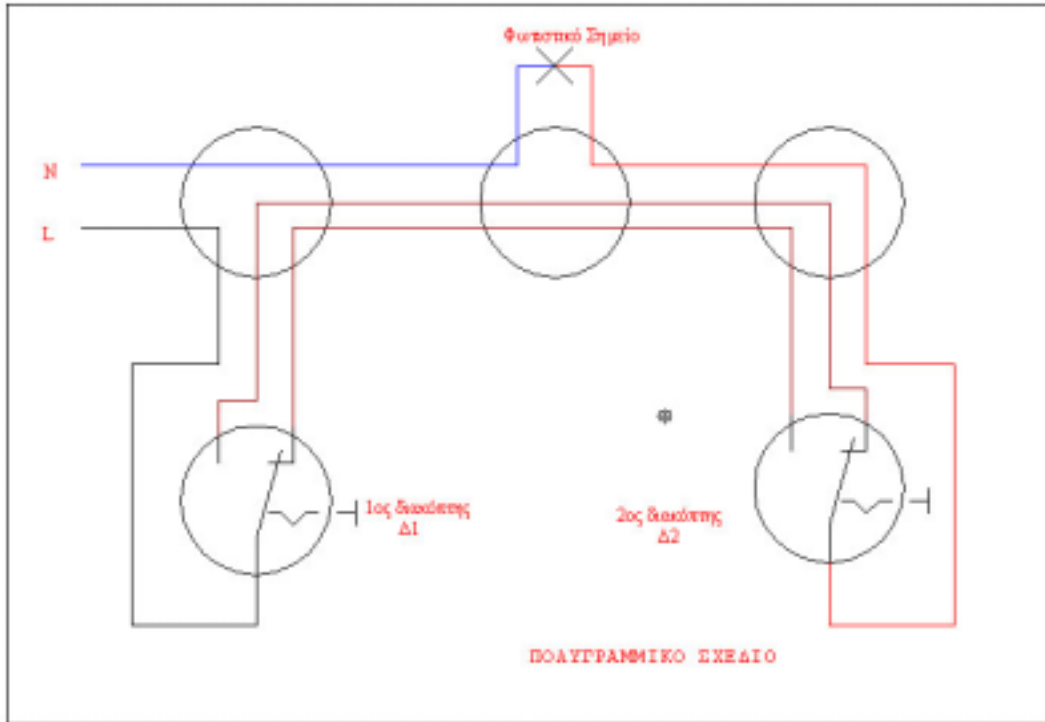 Φωτιστικό Σημείο
N
L
1ος διακόπτης
Δ1
2ος διακόπτης
Δ2
ΠΟΛΥΓΡΑΜΜΙΚΟ ΣΧΕΔΙΟ